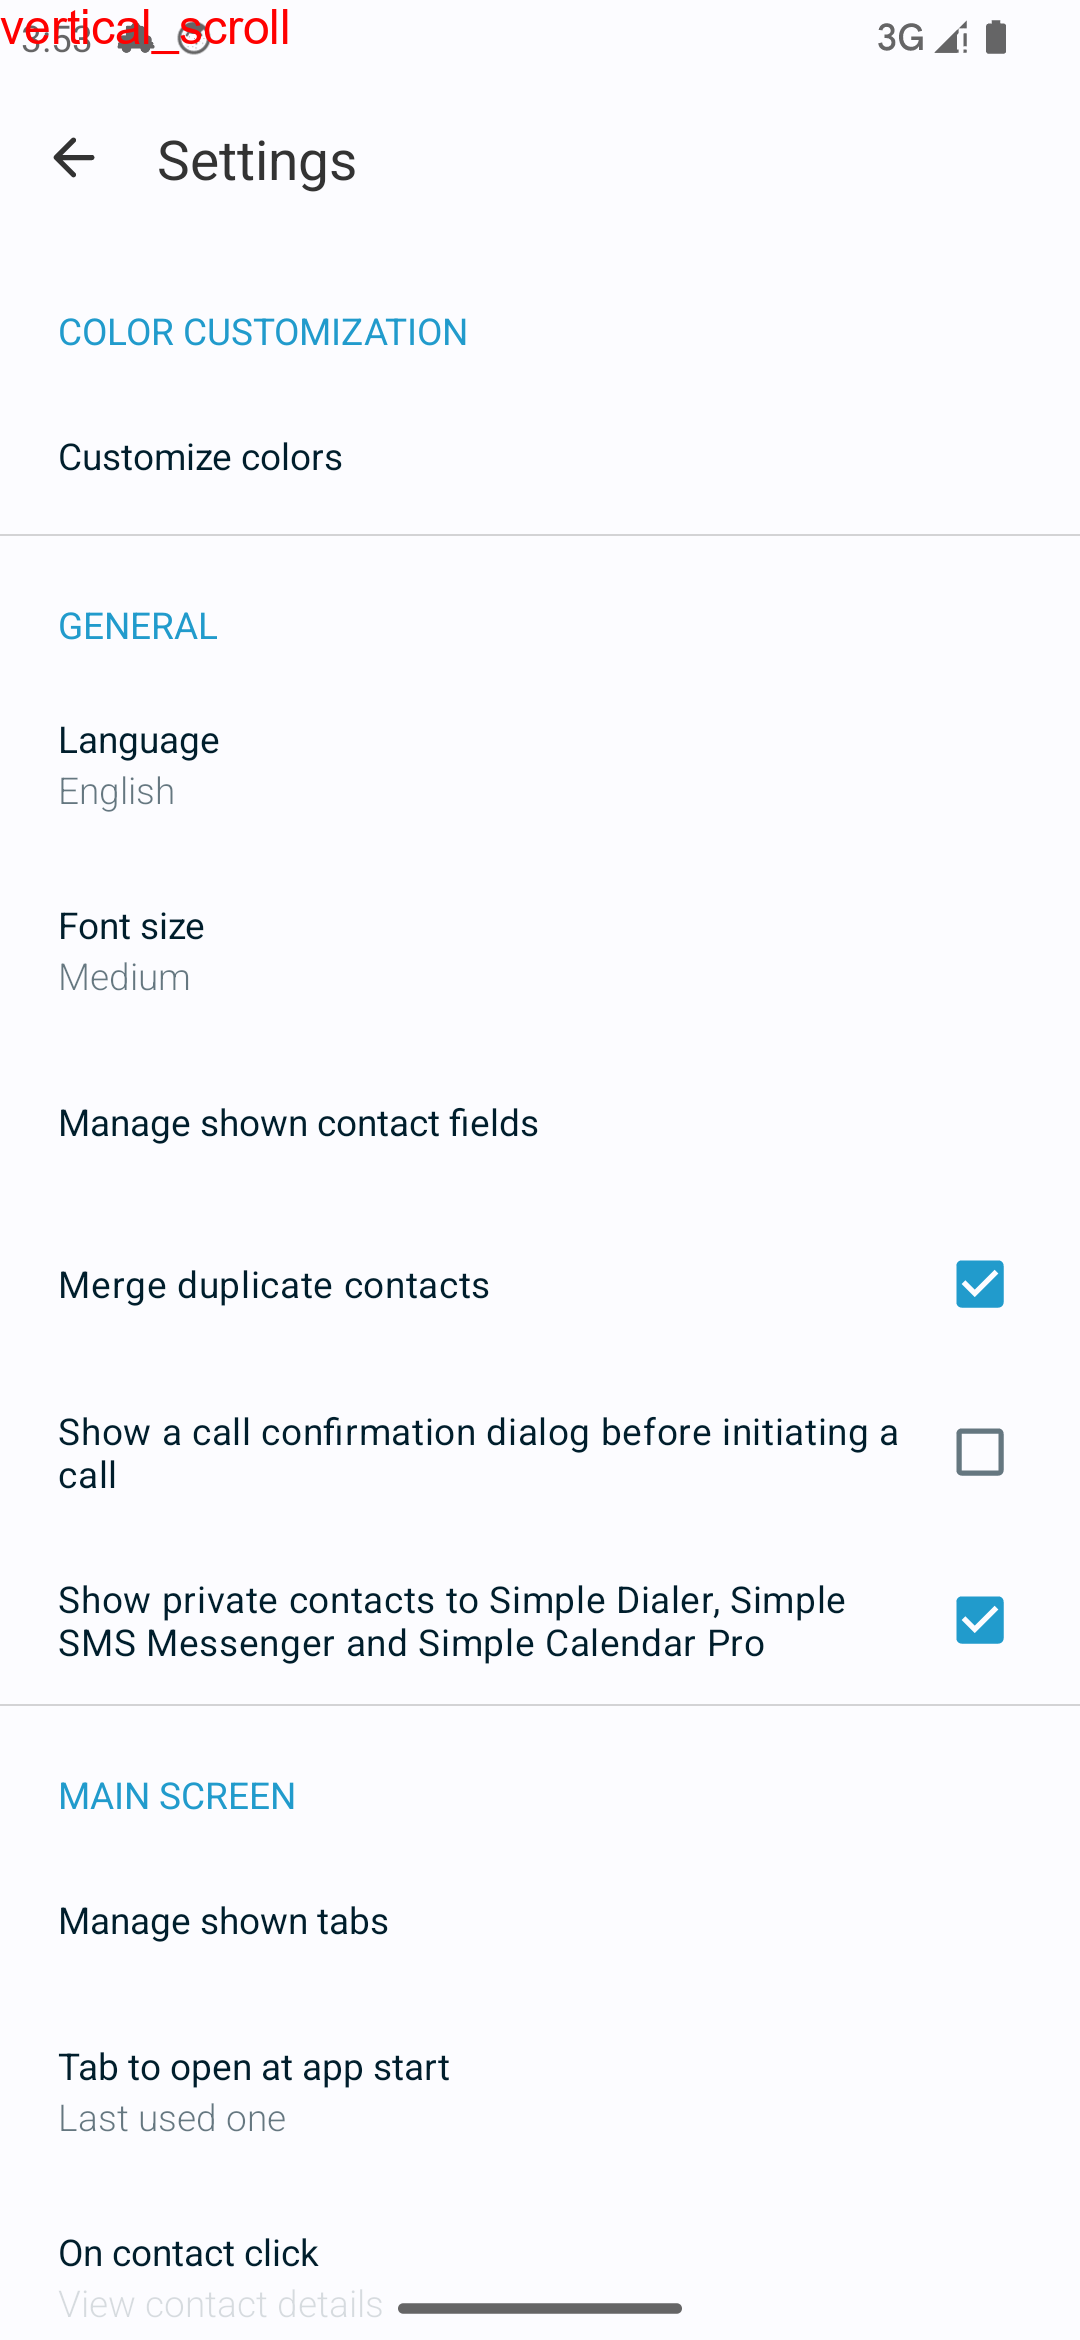 vertical_scroll
3:53
3G
Settings
COLOR CUSTOMIZATION
Customize colors
GENERAL
Language
English
Font size
Medium
Manage shown contact fields
Merge duplicate contacts
Show a call confirmation dialog before initiating a
call
Show private contacts to Simple Dialer, Simple
SMS Messenger and Simple Calendar Pro
MAIN SCREEN
Manage shown tabs
Tab to open at app start
Last used one
On contact click
View contact details